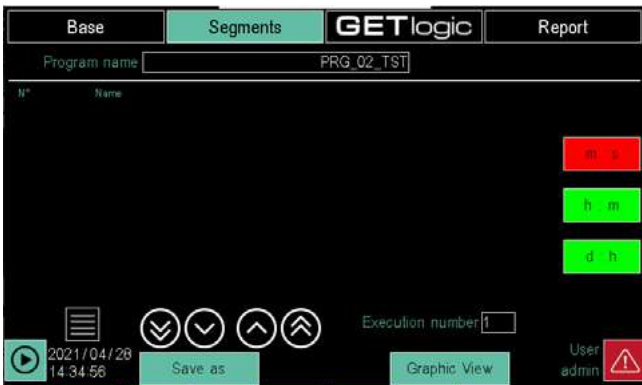 Base Segments GETlogic Report
Program name PRG_02_TST
N° Name
m : s
h : m
d : h
Execution number 1
2021/04/28
14:34:56
Save as
Graphic View
User
admin